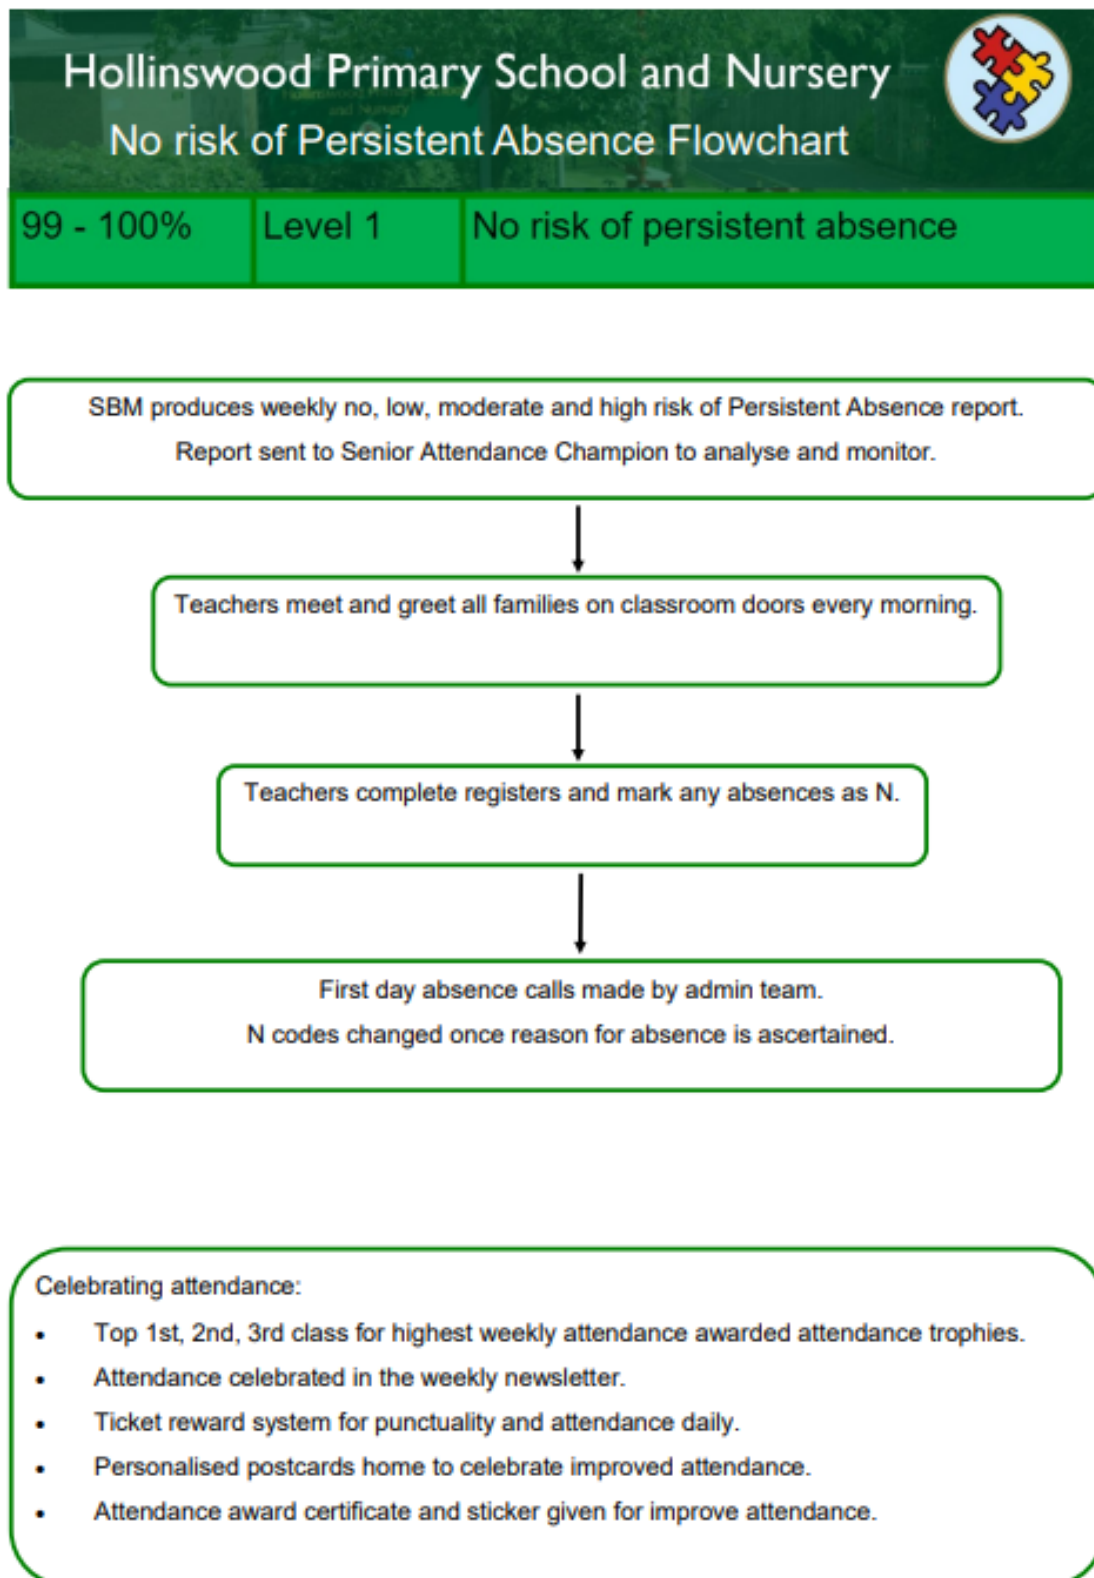 Hollinswood Primary School and Nursery
No risk of Persistent Absence Flowchart
99 - 100%
Level 1
No risk of persistent absence
SBM produces weekly no, low, moderate and high risk of Persistent Absence report.
Report sent to Senior Attendance Champion to analyse and monitor.
Teachers meet and greet all families on classroom doors every morning.
Teachers complete registers and mark any absences as N.
First day absence calls made by admin team.
N codes changed once reason for absence is ascertained.
Celebrating attendance:
• Top 1st, 2nd, 3rd class for highest weekly attendance awarded attendance trophies.
• Attendance celebrated in the weekly newsletter.
• Ticket reward system for punctuality and attendance daily.
• Personalised postcards home to celebrate improved attendance.
• Attendance award certificate and sticker given for improve attendance.